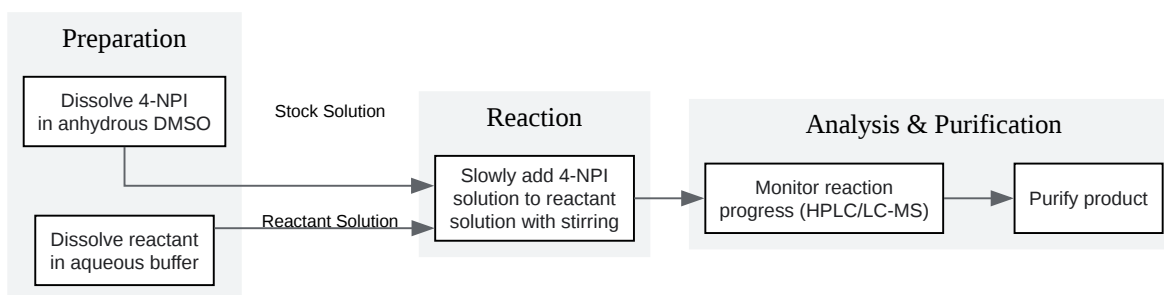 Preparation
Dissolve 4-NPI
in anhydrous DMSO
Stock Solution
Dissolve reactant
in aqueous buffer
Reactant Solution
Reaction
Slowly add 4-NPI
solution to reactant
solution with stirring
Analysis & Purification
Monitor reaction
progress (HPLC/LC-MS)
Purify product